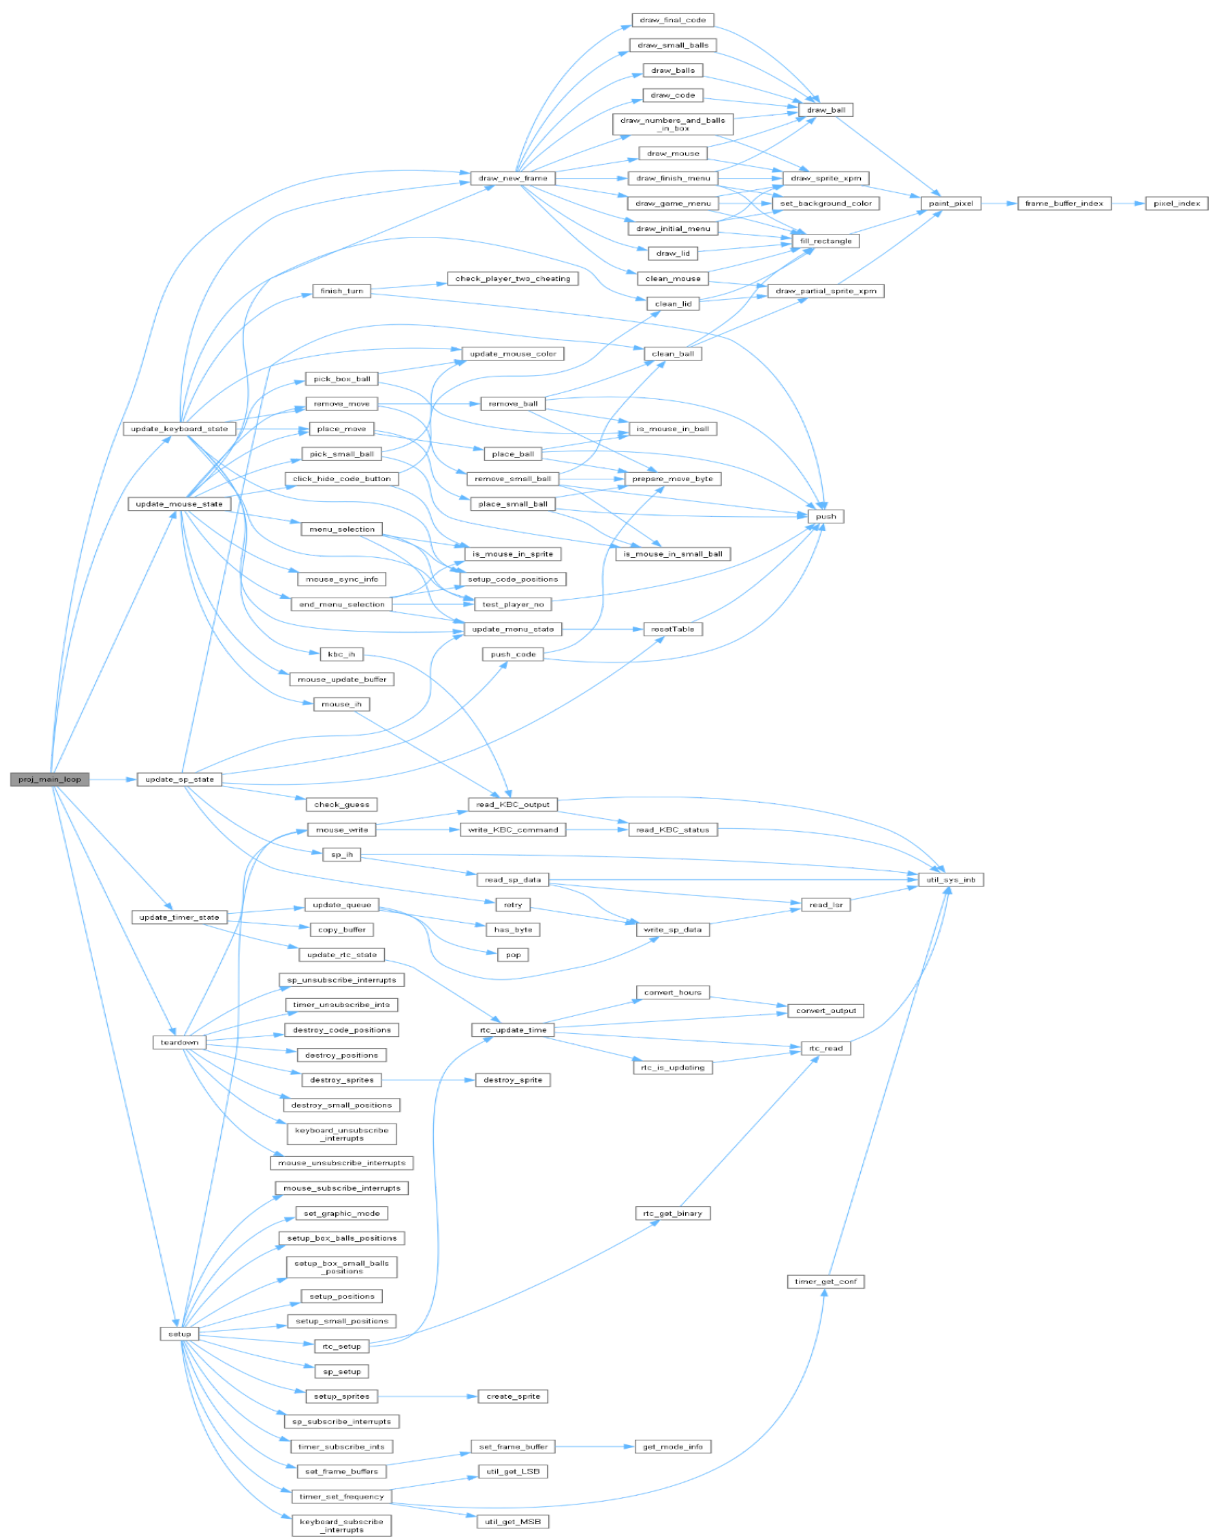 draw_final_code
draw_small_balls
draw_balls
draw_code
draw_ball
draw_numbers_and_balls
_in_box
draw_mouse
draw_new_frame
draw_finish_menu
draw_sprite_xpm
draw_game_menu
set_background_color
paint_pixel
frame_buffer_index
pixel_index
draw_initial_menu
fill_rectangle
draw_lid
check_player_two_cheating
clean_mouse
finish_turn
draw_partial_sprite_xpm
clean_lid
update_mouse_color
clean_ball
pick_box_ball
remove_move
remove_ball
update_keyboard_state
place_move
is_mouse_in_ball
pick_small_ball
place_ball
click_hide_code_button
remove_small_ball
prepare_move_byte
update_mouse_state
place_small_ball
push
menu_selection
is_mouse_in_sprite
is_mouse_in_small_ball
mouse_sync_info
setup_code_positions
end_menu_selection
test_player_no
update_menu_state
resetTable
kbc_ih
push_code
mouse_update_buffer
mouse_ih
proj_main_loop
update_sp_state
check_guess
read_KBC_output
mouse_write
write_KBC_command
read_KBC_status
sp_ih
read_sp_data
util_sys_inb
update_queue
retry
read_lsr
update_timer_state
copy_buffer
has_byte
write_sp_data
update_rtc_state
pop
sp_unsubscribe_interrupts
convert_hours
timer_unsubscribe_ints
convert_output
destroy_code_positions
rtc_update_time
teardown
destroy_positions
rtc_read
rtc_is_updating
destroy_sprites
destroy_sprite
destroy_small_positions
keyboard_unsubscribe
_interrupts
mouse_unsubscribe_interrupts
mouse_subscribe_interrupts
set_graphic_mode
rtc_get_binary
setup_box_balls_positions
setup_box_small_balls
_positions
timer_get_conf
setup_positions
setup_small_positions
setup
rtc_setup
sp_setup
setup_sprites
create_sprite
sp_subscribe_interrupts
timer_subscribe_ints
set_frame_buffer
get_mode_info
set_frame_buffers
util_get_LSB
timer_set_frequency
util_get_MSB
keyboard_subscribe
_interrupts